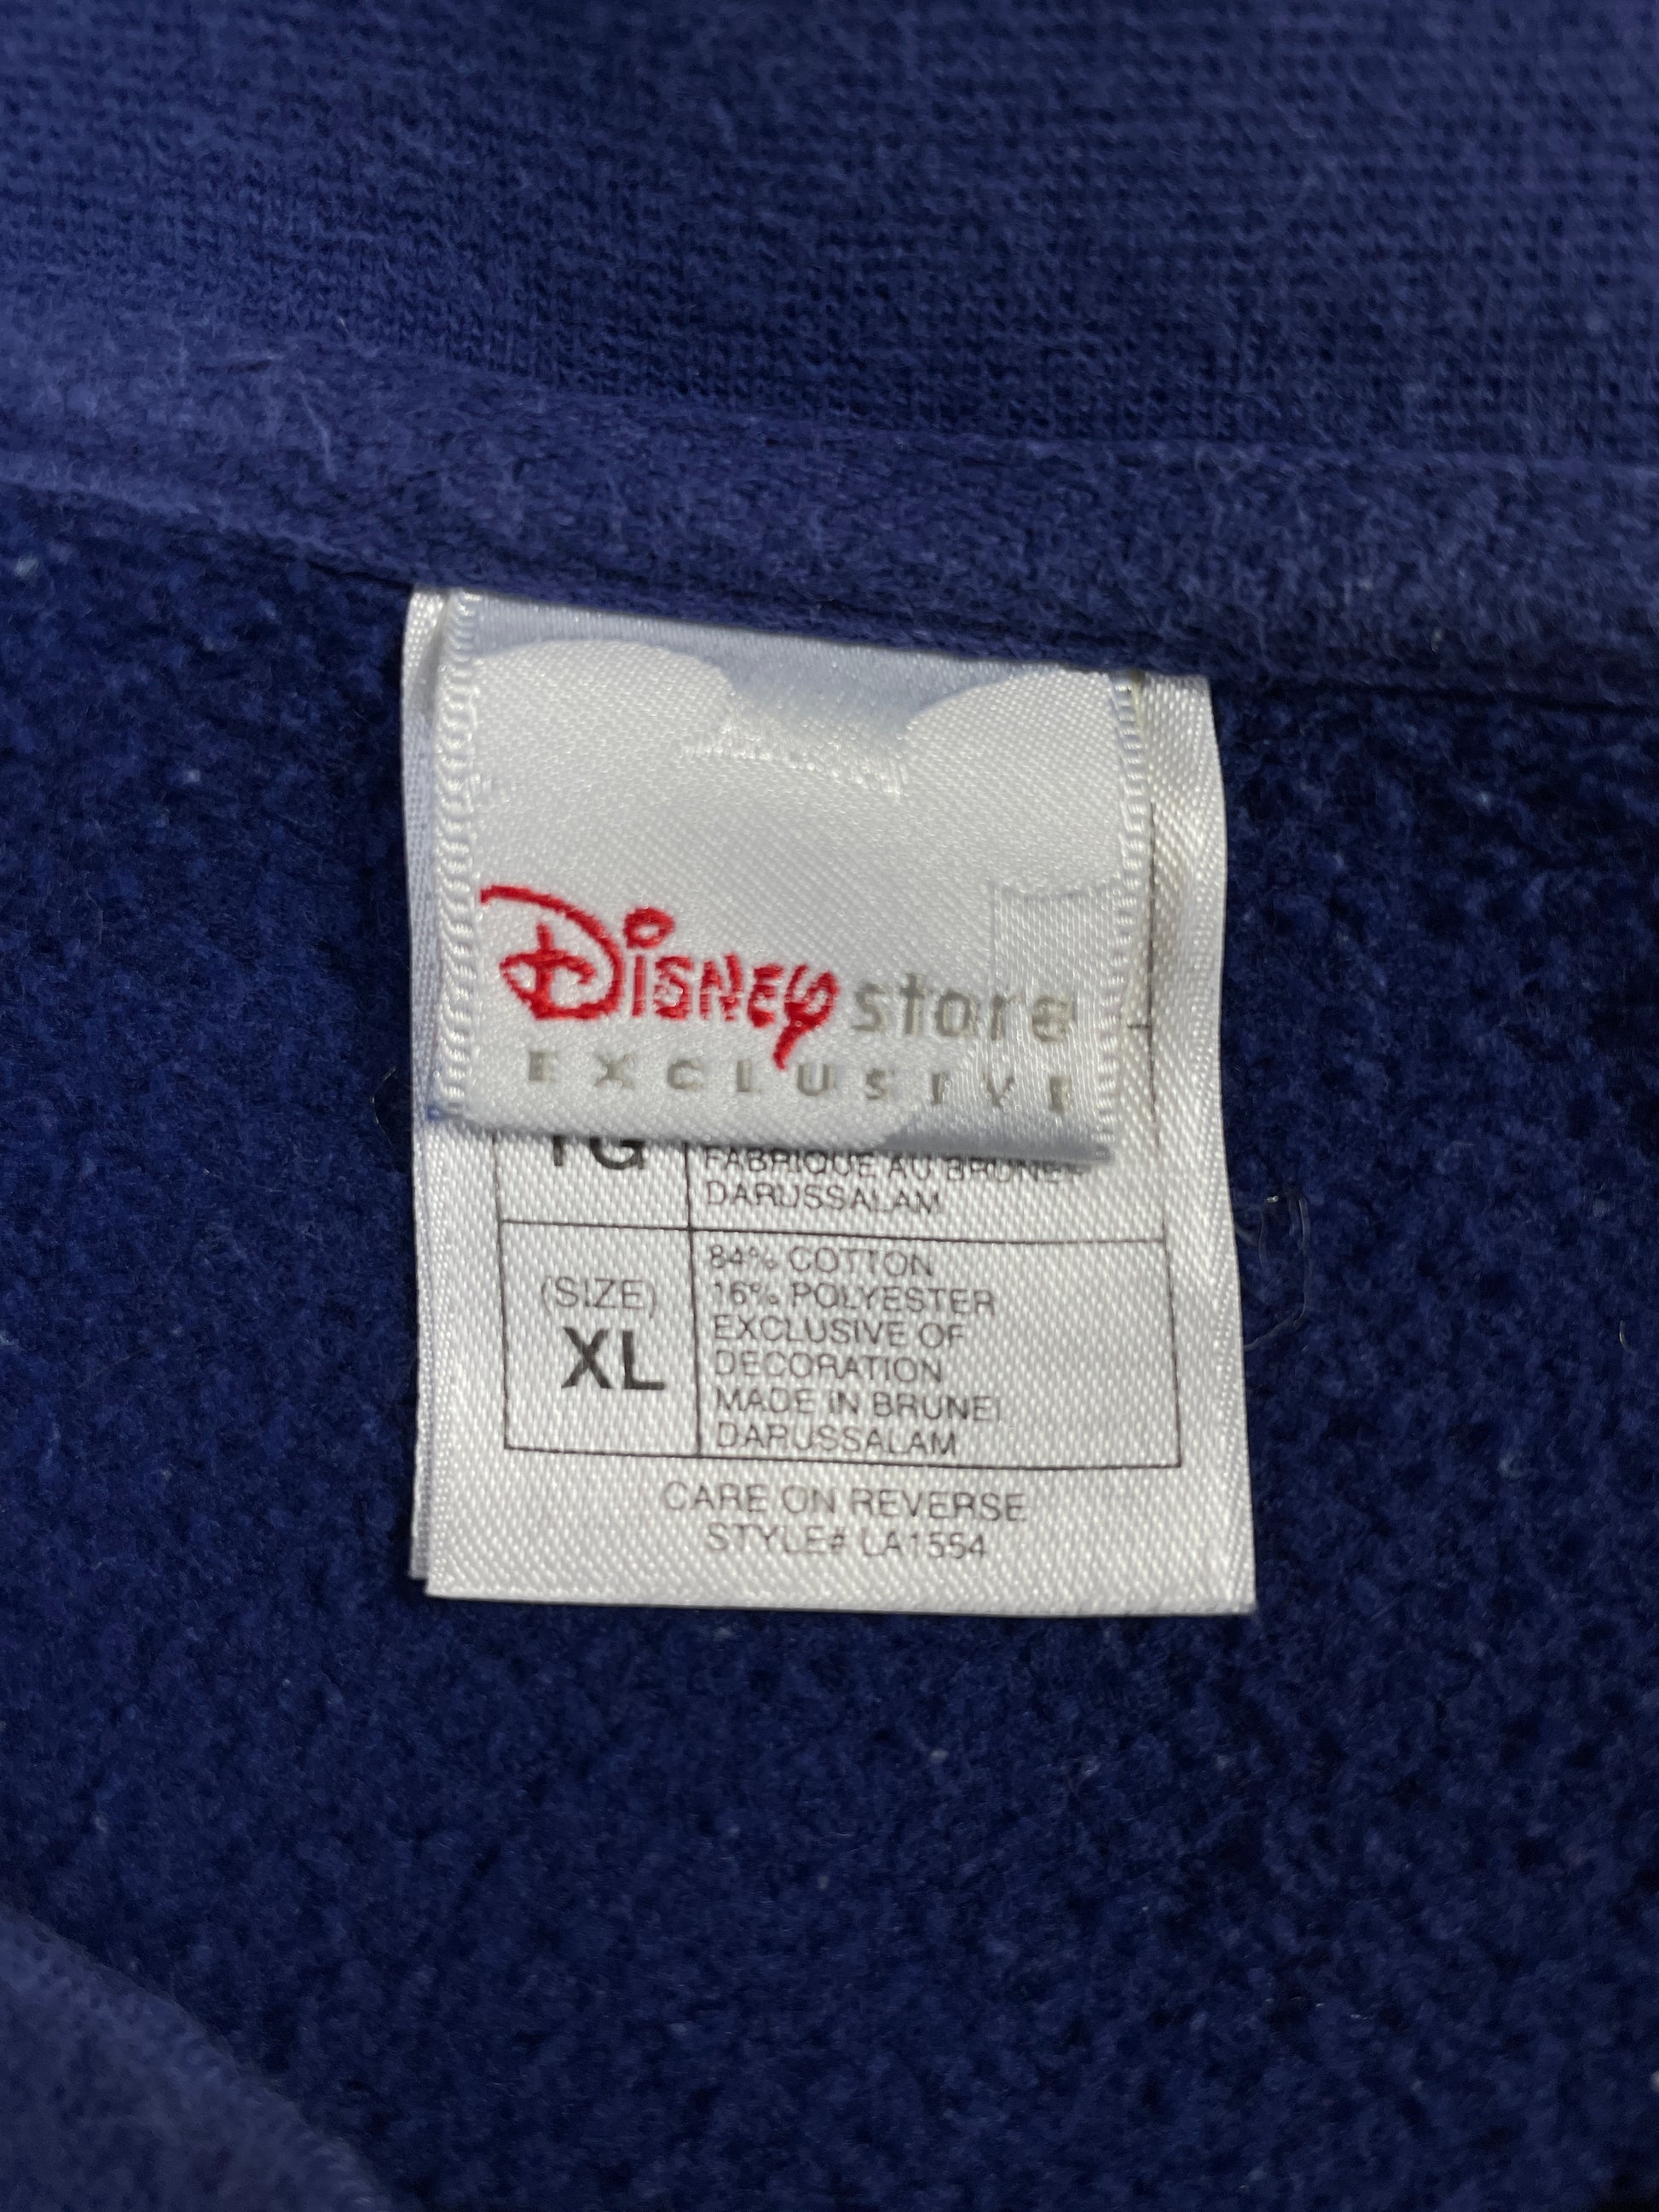 Disney store
EXCLUSIVE
TG
FABRIQUE AU BRUNEI
DARUSSALAM
84% COTTON
16% POLYESTER
EXCLUSIVE OF
DECORATION
MADE IN BRUNEI
DARUSSALAM
(SIZE)
XL
CARE ON REVERSE
STYLE# LA1554